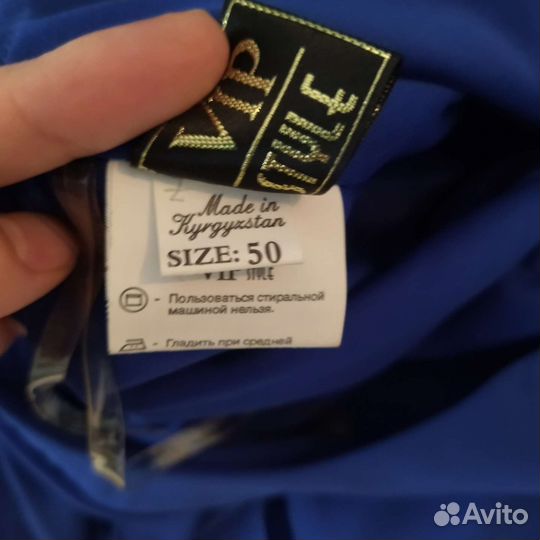 VIP
STYLE
Made in
Kyrgyzstan
SIZE: 50
VIP STYLE
- Пользоваться стиральной
машиной нельзя.
- Гладить при средней
Avito